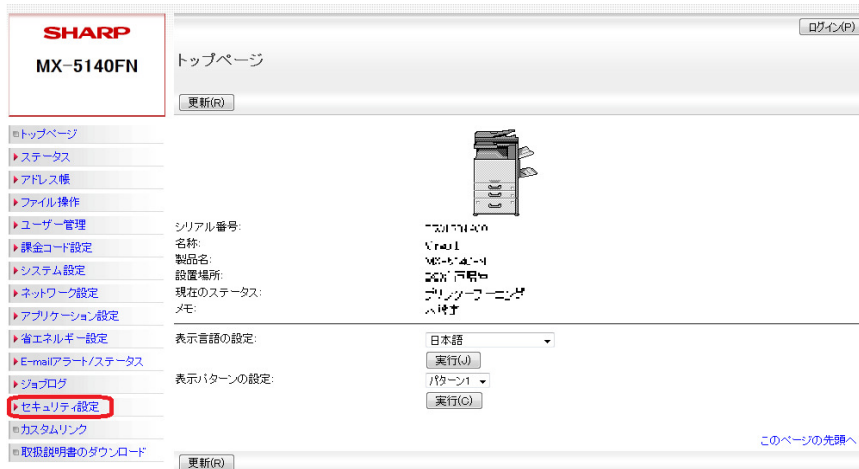 SHARP
MX-5140FN
ログイン(P)
トップページ
更新(R)
トップページ
ステータス
アドレス帳
ファイル操作
ユーザー管理
課金コード設定
システム設定
ネットワーク設定
アプリケーション設定
省エネルギー設定
E-mailアラート/ステータス
ジョブログ
セキュリティ設定
カスタムリンク
取扱説明書のダウンロード
シリアル番号:
名称:
製品名:
設置場所:
現在のステータス:
メモ:
表示言語の設定:
日本語
実行(J)
表示パターンの設定:
パターン1
実行(C)
このページの先頭へ
更新(R)